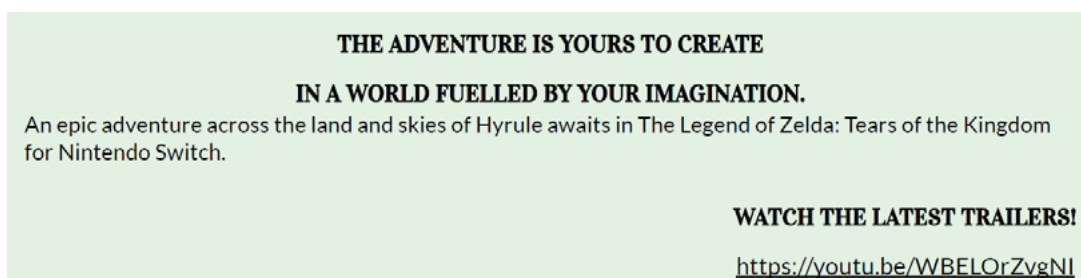 THE ADVENTURE IS YOURS TO CREATE
IN A WORLD FUELLED BY YOUR IMAGINATION.
An epic adventure across the land and skies of Hyrule awaits in The Legend of Zelda: Tears of the Kingdom
for Nintendo Switch.
WATCH THE LATEST TRAILERS!
https://youtu.be/WBELOrZvgNI